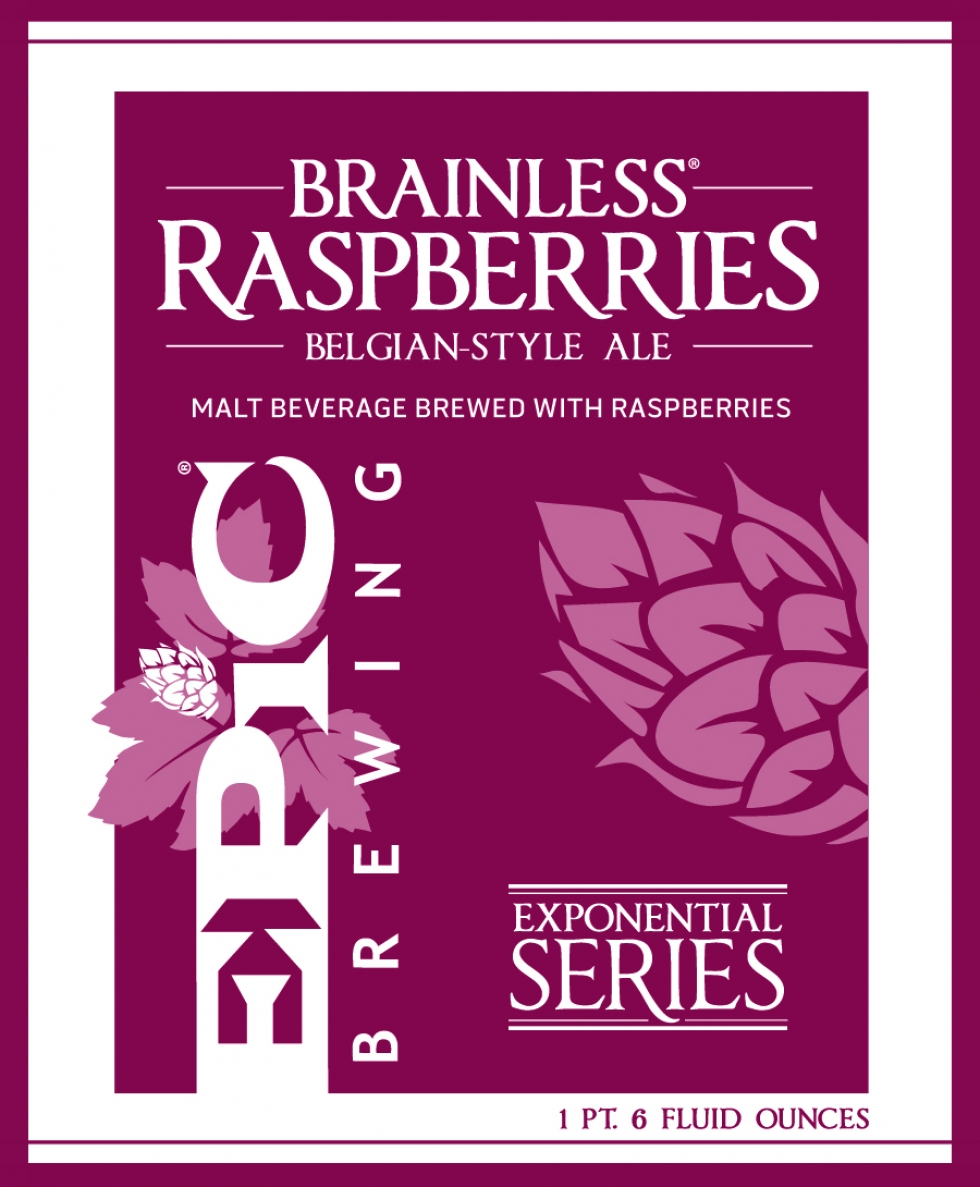 BRAINLESS®
RASPBERRIES
BELGIAN-STYLE ALE
MALT BEVERAGE BREWED WITH RASPBERRIES
EPIC®
BREWING
EXPONENTIAL
SERIES
1 PT. 6 FLUID OUNCES